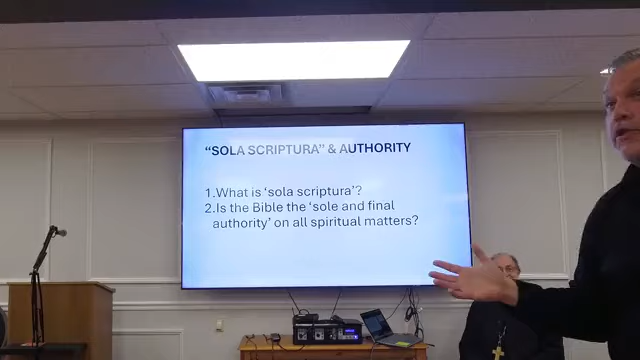 “SOLA SCRIPTURA” & AUTHORITY
1.What is ‘sola scriptura’?
2.Is the Bible the ‘sole and final
authority’ on all spiritual matters?